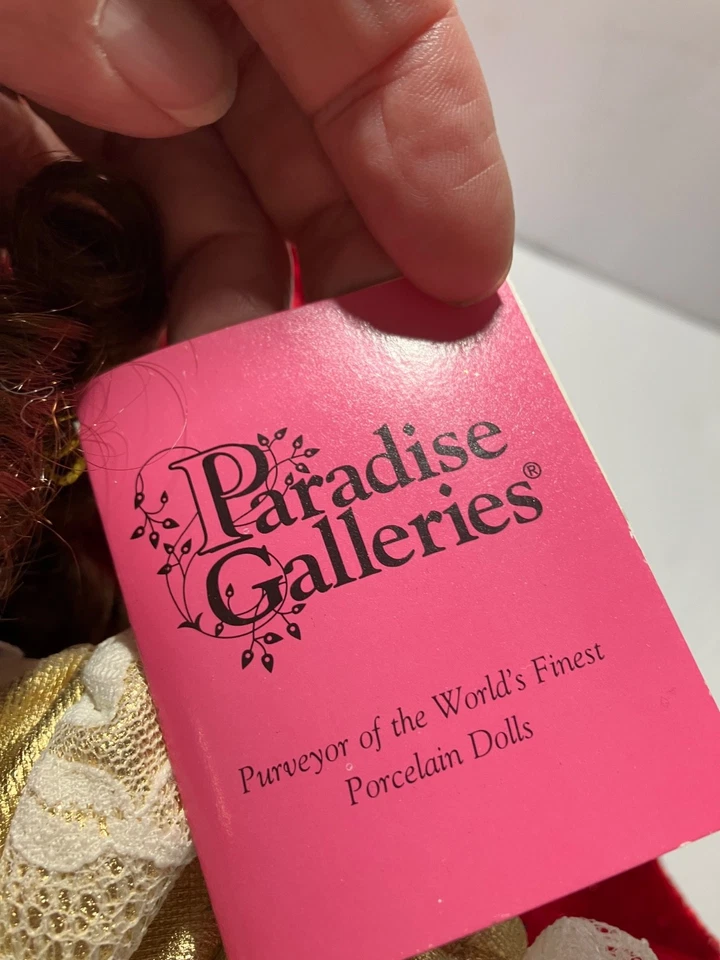 Paradise
Galleries®
Purveyor of the World's Finest
Porcelain Dolls